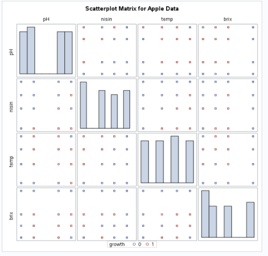 Scatterplot Matrix for Apple Data
pH nisin temp brix
pH
nisin
temp
brix
growth 0 1